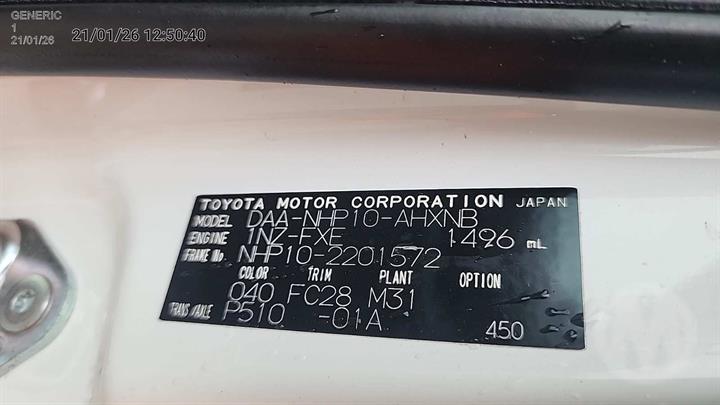 GENERIC
1
21/01/26
21/01/26 12:50:40
TOYOTA MOTOR CORPORATION JAPAN
MODEL DAA-NHP10-AHXNB
ENGINE 1NZ-FXE 1496 mL
FRAME No. NHP10-2201572
COLOR TRIM PLANT OPTION
040 FC28 M31
TRANS/AXLE P510 -01A 450